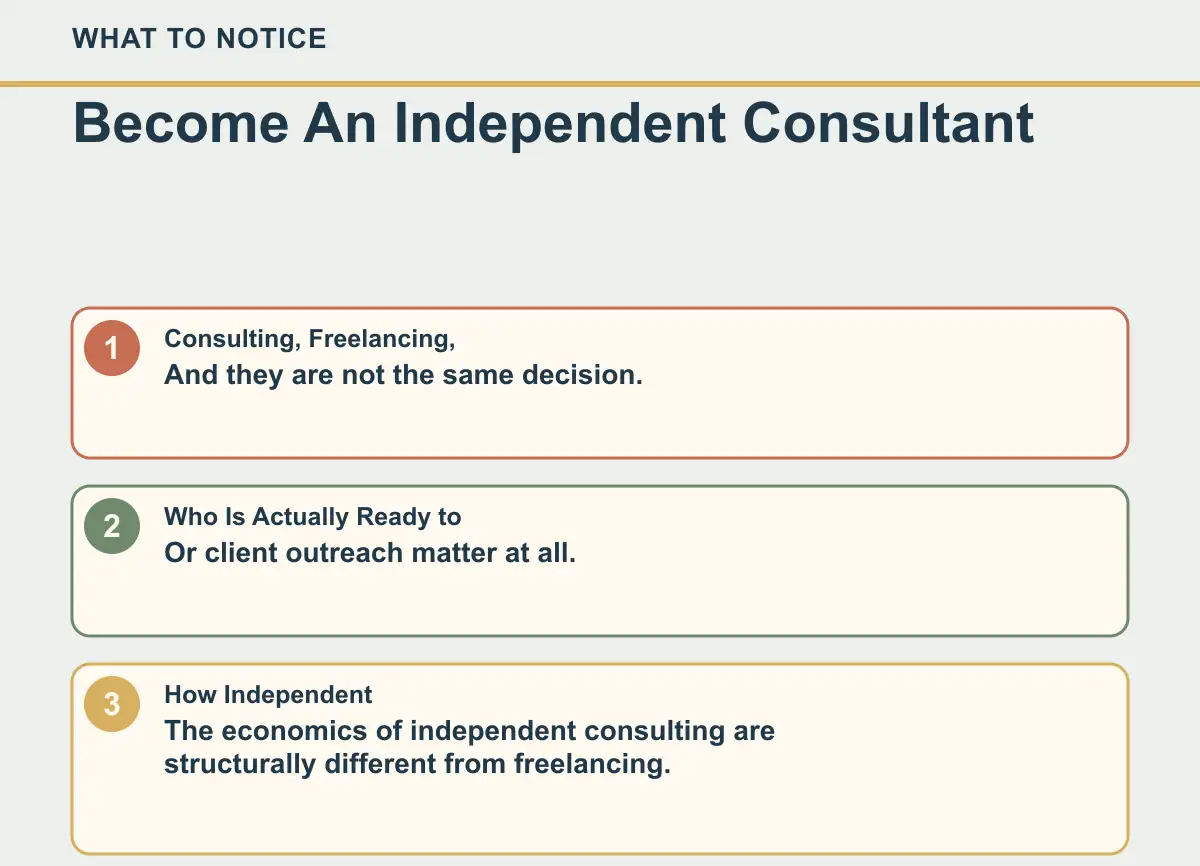 WHAT TO NOTICE
Become An Independent Consultant
1
Consulting, Freelancing,
And they are not the same decision.
2
Who Is Actually Ready to
Or client outreach matter at all.
3
How Independent
The economics of independent consulting are
structurally different from freelancing.